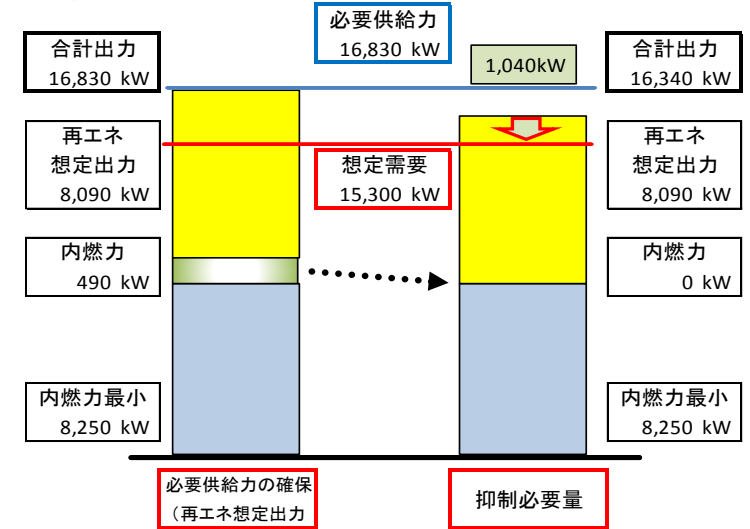 必要供給力
16,830 kW
1,040kW
合計出力
16,830 kW
合計出力
16,340 kW
再エネ
想定出力
8,090 kW
想定需要
15,300 kW
再エネ
想定出力
8,090 kW
内燃力
490 kW
内燃力
0 kW
内燃力最小
8,250 kW
内燃力最小
8,250 kW
必要供給力の確保
（再エネ想定出力
抑制必要量